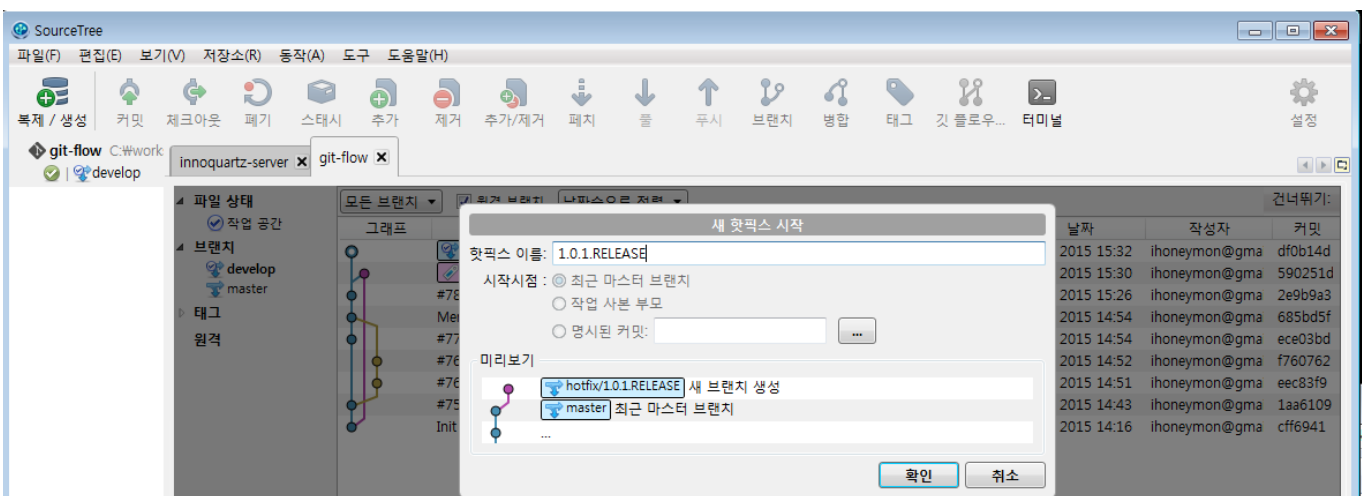 SourceTree
파일(F) 편집(E) 보기(V) 저장소(R) 동작(A) 도구 도움말(H)
복제 / 생성 커밋 체크아웃 폐기 스태시 추가 제거 추가/제거 페치 풀 푸시 브랜치 병합 태그 깃 플로우... 터미널 설정
git-flow C:₩work
develop
innoquartz-server git-flow
파일 상태
작업 공간
브랜치
develop
master
태그
원격
모든 브랜치 원격 브랜치 날짜순으로 정렬 건너뛰기:
그래프 날짜 작성자 커밋
새 핫픽스 시작
핫픽스 이름: 1.0.1.RELEASE
시작시점 : 최근 마스터 브랜치
작업 사본 부모
명시된 커밋: ...
미리보기
hotfix/1.0.1.RELEASE 새 브랜치 생성
master 최근 마스터 브랜치
...
확인 취소
2015 15:32 ihoneymon@gma df0b14d
2015 15:30 ihoneymon@gma 590251d
#78 2015 15:26 ihoneymon@gma 2e9b9a3
Mer 2015 14:54 ihoneymon@gma 685bd5f
#77 2015 14:54 ihoneymon@gma ece03bd
#76 2015 14:52 ihoneymon@gma f760762
#76 2015 14:51 ihoneymon@gma eec83f9
#75 2015 14:43 ihoneymon@gma 1aa6109
Init 2015 14:16 ihoneymon@gma cff6941